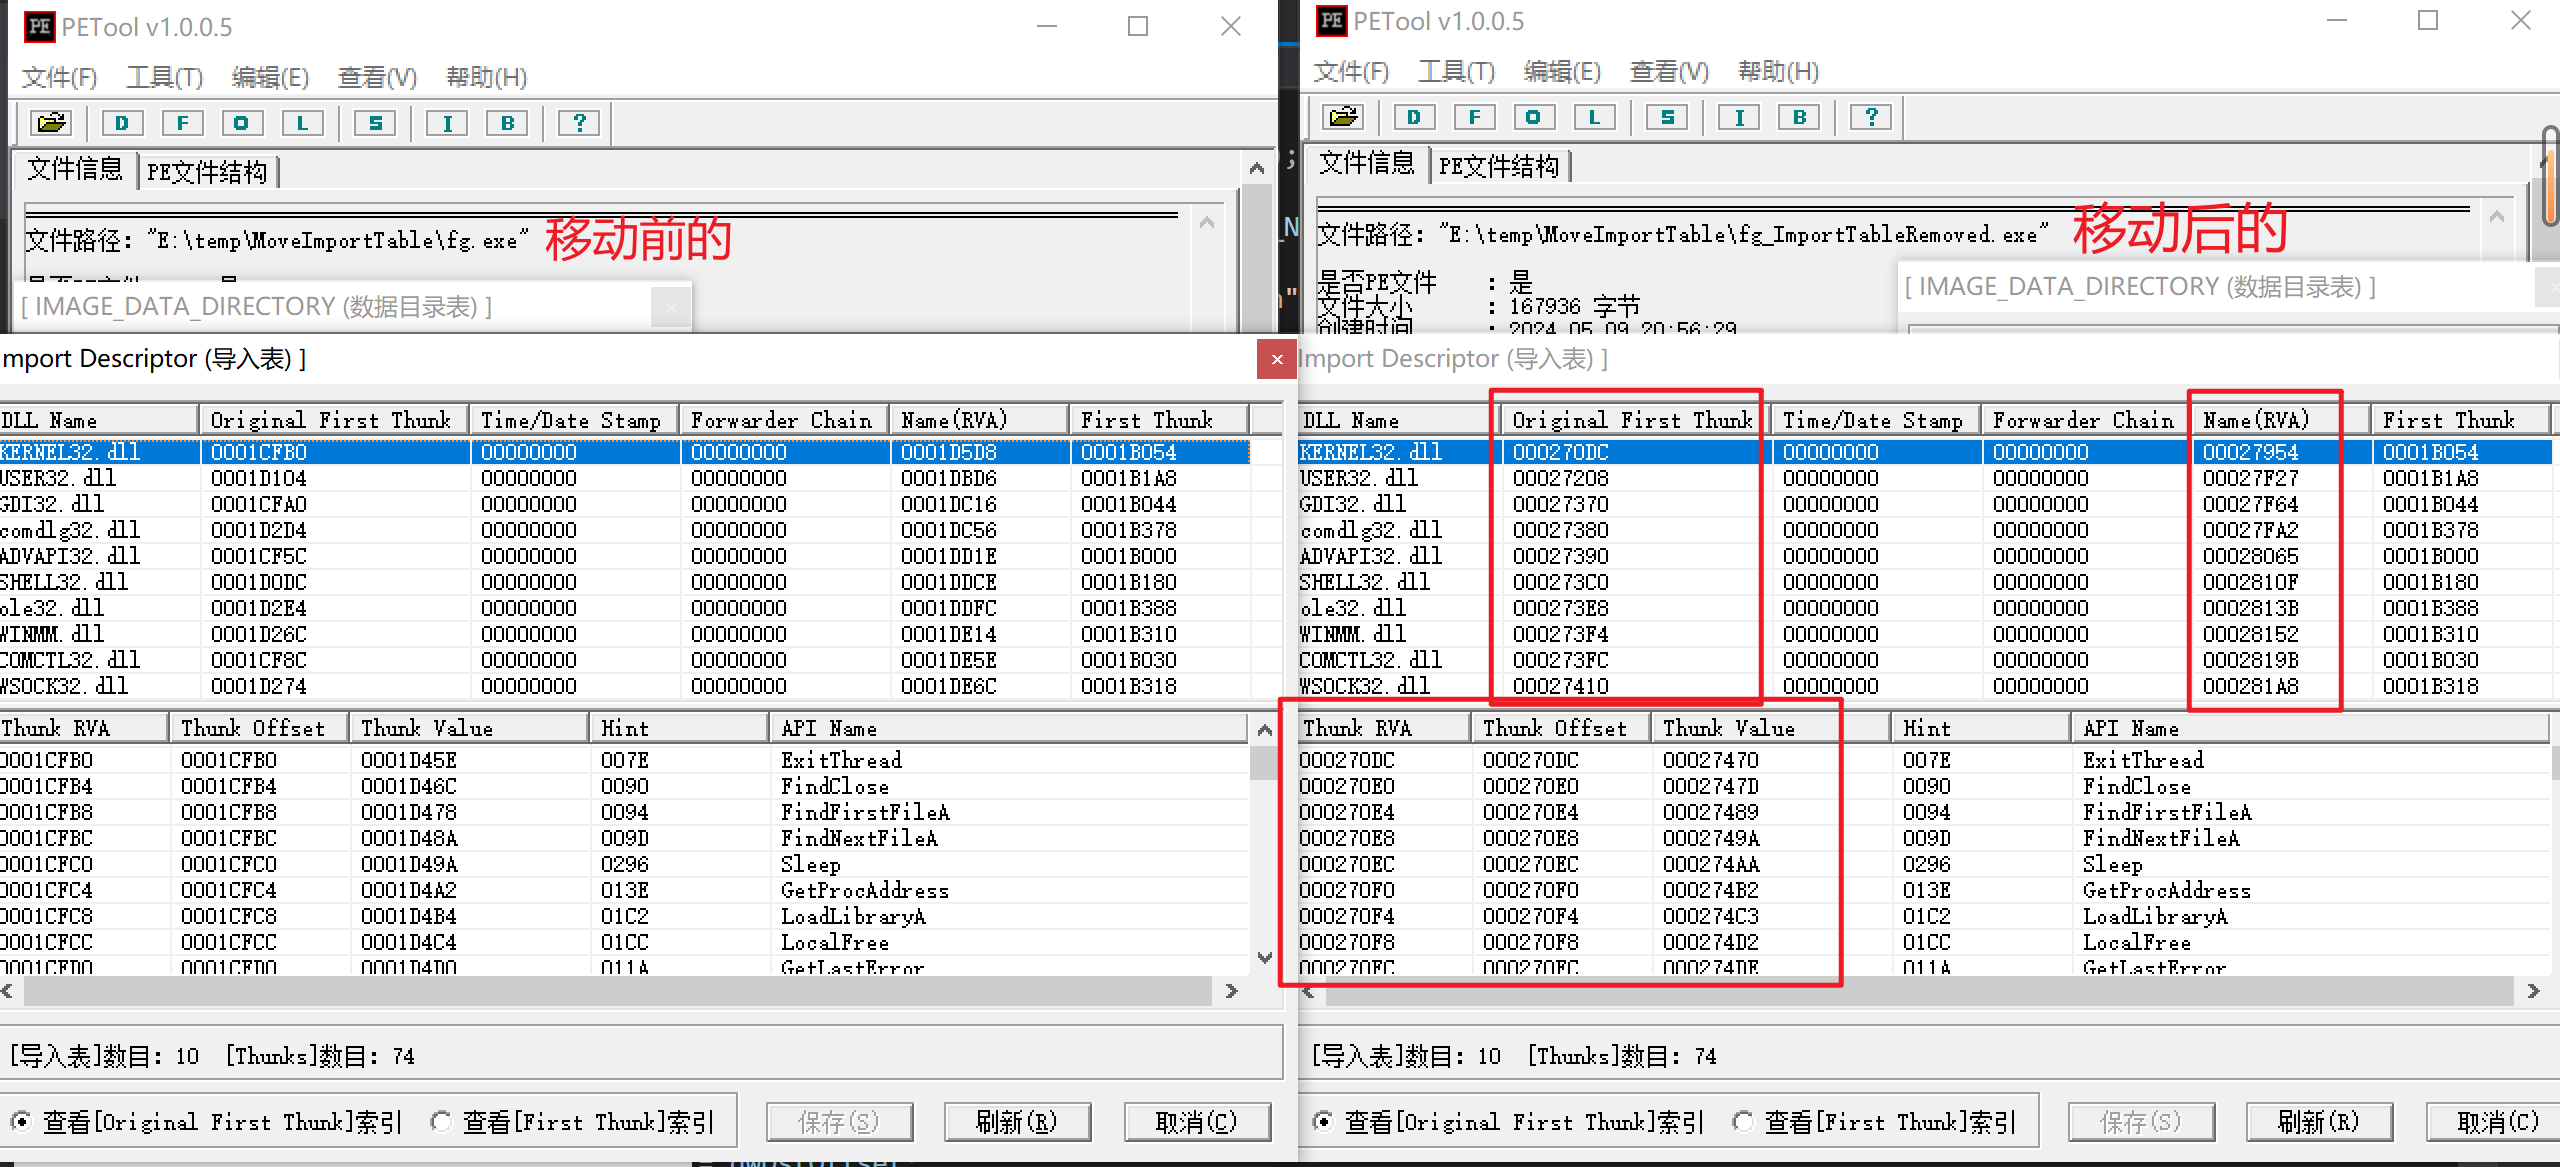 PETool v1.0.0.5
文件(F) 工具(T) 编辑(E) 查看(V) 帮助(H)
D F O L S I B ?
文件信息 PE文件结构
文件路径: "E:\temp\MoveImportTable\fg.exe" 移动前的
[ IMAGE_DATA_DIRECTORY (数据目录表) ]
mport Descriptor (导入表) ]
DLL Name Original First Thunk Time/Date Stamp Forwarder Chain Name(RVA) First Thunk
KERNEL32.dll 0001CFB0 00000000 00000000 0001D5D8 0001B054
USER32.dll 0001D104 00000000 00000000 0001DBD6 0001B1A8
GDI32.dll 0001CFA0 00000000 00000000 0001DC16 0001B044
comdlg32.dll 0001D2D4 00000000 00000000 0001DC56 0001B378
ADVAPI32.dll 0001CF5C 00000000 00000000 0001DD1E 0001B000
SHELL32.dll 0001D0DC 00000000 00000000 0001DDCE 0001B180
ole32.dll 0001D2E4 00000000 00000000 0001DDFC 0001B388
WINMM.dll 0001D26C 00000000 00000000 0001DE14 0001B310
COMCTL32.dll 0001CF8C 00000000 00000000 0001DE5E 0001B030
WSOCK32.dll 0001D274 00000000 00000000 0001DE6C 0001B318
Thunk RVA Thunk Offset Thunk Value Hint API Name
0001CFB0 0001CFB0 0001D45E 007E ExitThread
0001CFB4 0001CFB4 0001D46C 0090 FindClose
0001CFB8 0001CFB8 0001D478 0094 FindFirstFileA
0001CFBC 0001CFBC 0001D48A 009D FindNextFileA
0001CFC0 0001CFC0 0001D49A 0296 Sleep
0001CFC4 0001CFC4 0001D4A2 013E GetProcAddress
0001CFC8 0001CFC8 0001D4B4 01C2 LoadLibraryA
0001CFCC 0001CFCC 0001D4C4 01CC LocalFree
0001CFD0 0001CFD0 0001D4D0 011A GetLastError
[导入表]数目: 10 [Thunks]数目: 74
查看[Original First Thunk]索引 查看[First Thunk]索引 保存(S) 刷新(R) 取消(C)
PETool v1.0.0.5
文件(F) 工具(T) 编辑(E) 查看(V) 帮助(H)
D F O L S I B ?
文件信息 PE文件结构
文件路径: "E:\temp\MoveImportTable\fg_ImportTableRemoved.exe" 移动后的
是否PE文件 : 是
文件大小 : 167936 字节
创建时间 : 2024 05 09 20:56:29
[ IMAGE_DATA_DIRECTORY (数据目录表) ]
Import Descriptor (导入表) ]
DLL Name Original First Thunk Time/Date Stamp Forwarder Chain Name(RVA) First Thunk
KERNEL32.dll 000270DC 00000000 00000000 00027954 0001B054
USER32.dll 00027208 00000000 00000000 00027F27 0001B1A8
GDI32.dll 00027370 00000000 00000000 00027F64 0001B044
comdlg32.dll 00027380 00000000 00000000 00027FA2 0001B378
ADVAPI32.dll 00027390 00000000 00000000 00028065 0001B000
SHELL32.dll 000273C0 00000000 00000000 0002810F 0001B180
ole32.dll 000273E8 00000000 00000000 0002813B 0001B388
WINMM.dll 000273F4 00000000 00000000 00028152 0001B310
COMCTL32.dll 000273FC 00000000 00000000 0002819B 0001B030
WSOCK32.dll 00027410 00000000 00000000 000281A8 0001B318
Thunk RVA Thunk Offset Thunk Value Hint API Name
000270DC 000270DC 00027470 007E ExitThread
000270E0 000270E0 0002747D 0090 FindClose
000270E4 000270E4 00027489 0094 FindFirstFileA
000270E8 000270E8 0002749A 009D FindNextFileA
000270EC 000270EC 000274AA 0296 Sleep
000270F0 000270F0 000274B2 013E GetProcAddress
000270F4 000270F4 000274C3 01C2 LoadLibraryA
000270F8 000270F8 000274D2 01CC LocalFree
000270FC 000270FC 000274DE 011A GetLastError
[导入表]数目: 10 [Thunks]数目: 74
查看[Original First Thunk]索引 查看[First Thunk]索引 保存(S) 刷新(R) 取消(C)